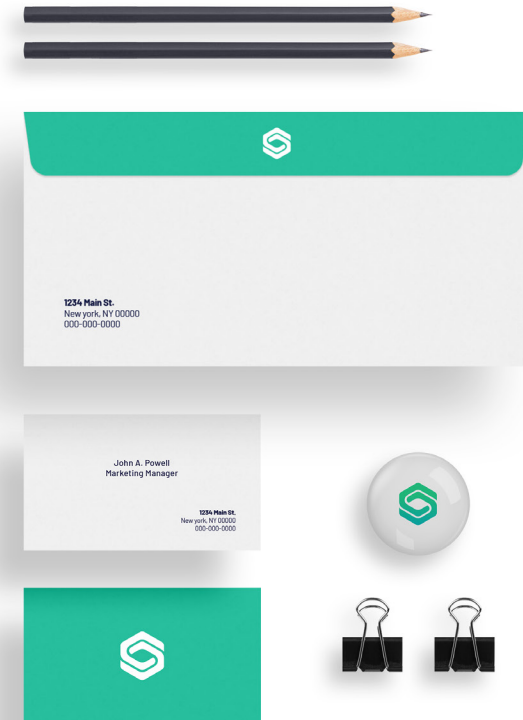 1234 Main St.
New york, NY 00000
000-000-0000
John A. Powell
Marketing Manager
1234 Main St.
New york, NY 00000
000-000-0000